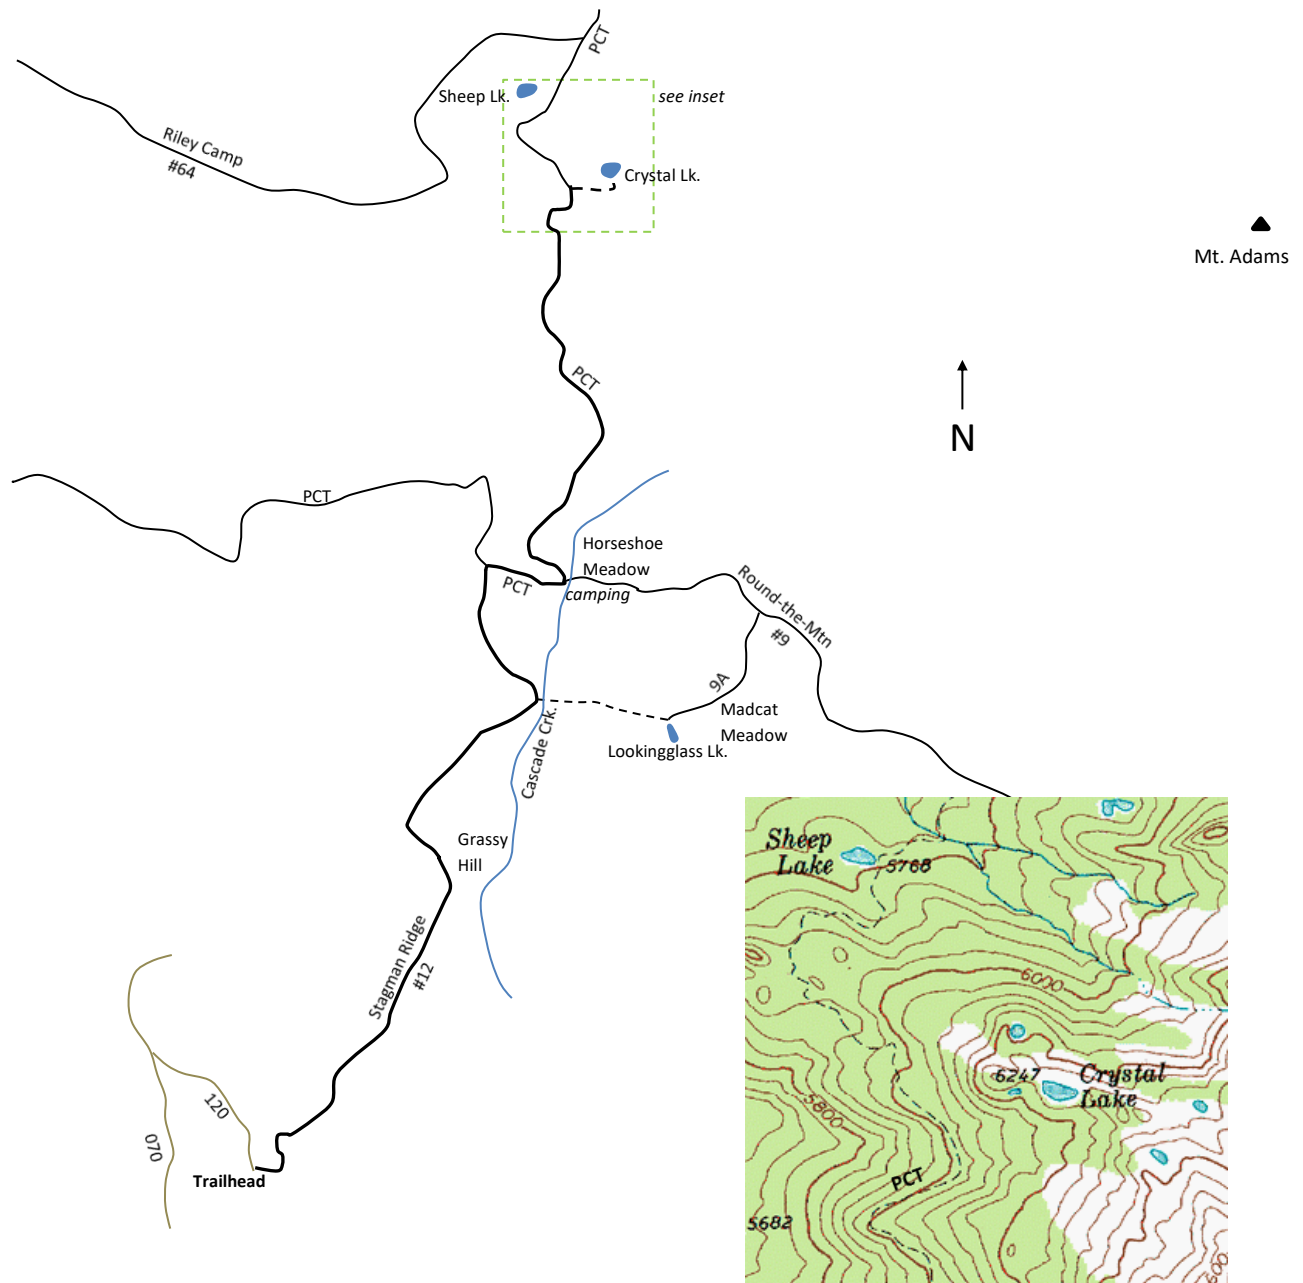 PCT
Sheep Lk.
see inset
Riley Camp
#64
Crystal Lk.
Mt. Adams
PCT
N
PCT
Horseshoe
Meadow
camping
PCT
Round-the-Mtn
#9
9A
Madcat
Meadow
Lookingglass Lk.
Cascade Crk.
Grassy
Hill
Stagman Ridge
#12
120
070
Trailhead
Sheep
Lake
5768
6000
6247
Crystal
Lake
5800
PCT
5682